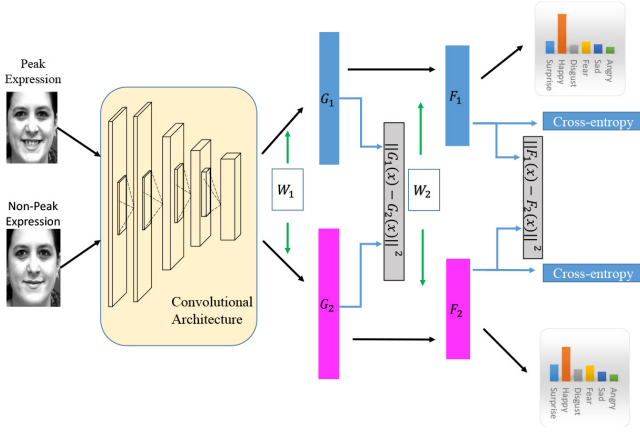 Peak
Expression
Non-Peak
Expression
Convolutional
Architecture
W₁
G₁
G₂
||G₁(x) − G₂(x)||²
W₂
F₁
F₂
||F₁(x) − F₂(x)||²
Surprise
Happy
Disgust
Fear
Sad
Angry
Cross-entropy
Cross-entropy
Surprise
Happy
Disgust
Fear
Sad
Angry